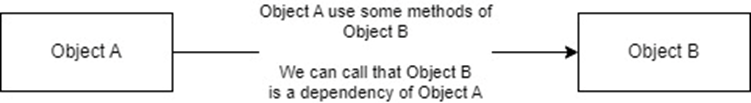 Object A
Object A use some methods of
Object B
We can call that Object B
is a dependency of Object A
Object B